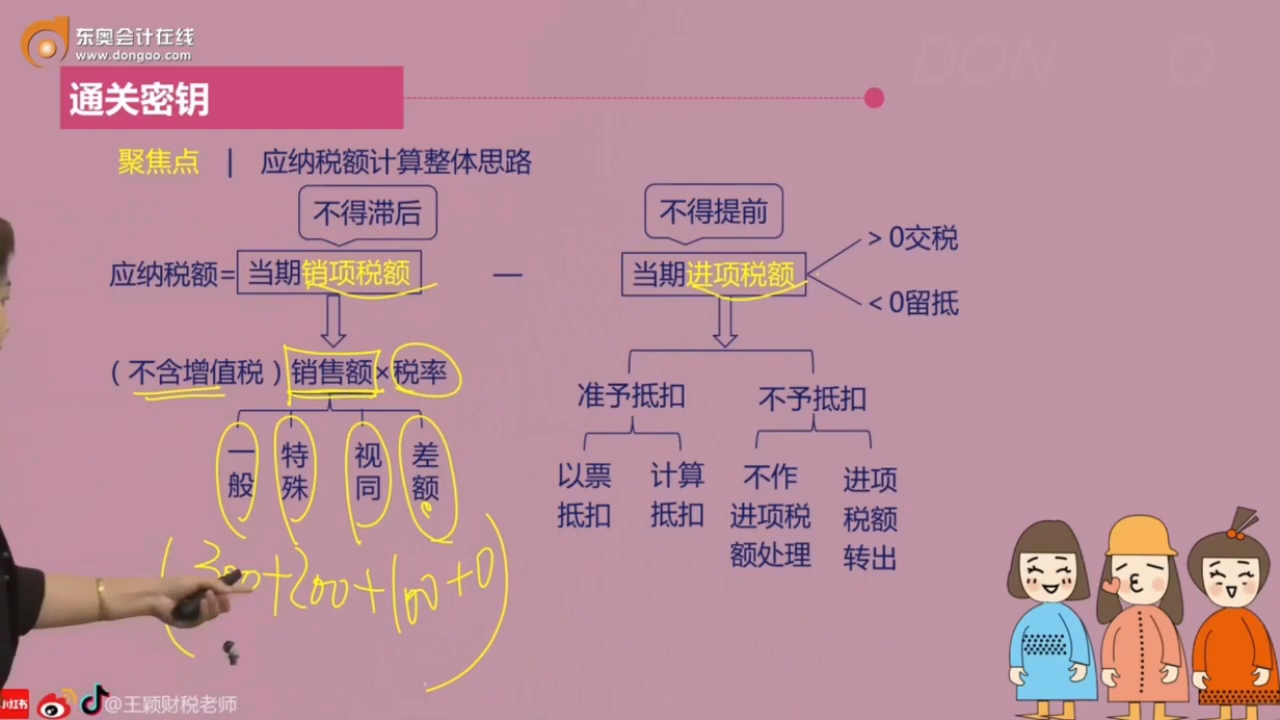 东奥会计在线
www.dongao.com
DON G
通关密钥
聚焦点 | 应纳税额计算整体思路
不得滞后 不得提前
应纳税额=当期销项税额 — 当期进项税额
>0交税
<0留抵
(不含增值税)销售额×税率
准予抵扣 不予抵扣
一般 特殊 视同 差额
以票抵扣 计算抵扣 不作进项税额处理 进项税额转出
+200+100+0)
小红书
@王颖财税老师